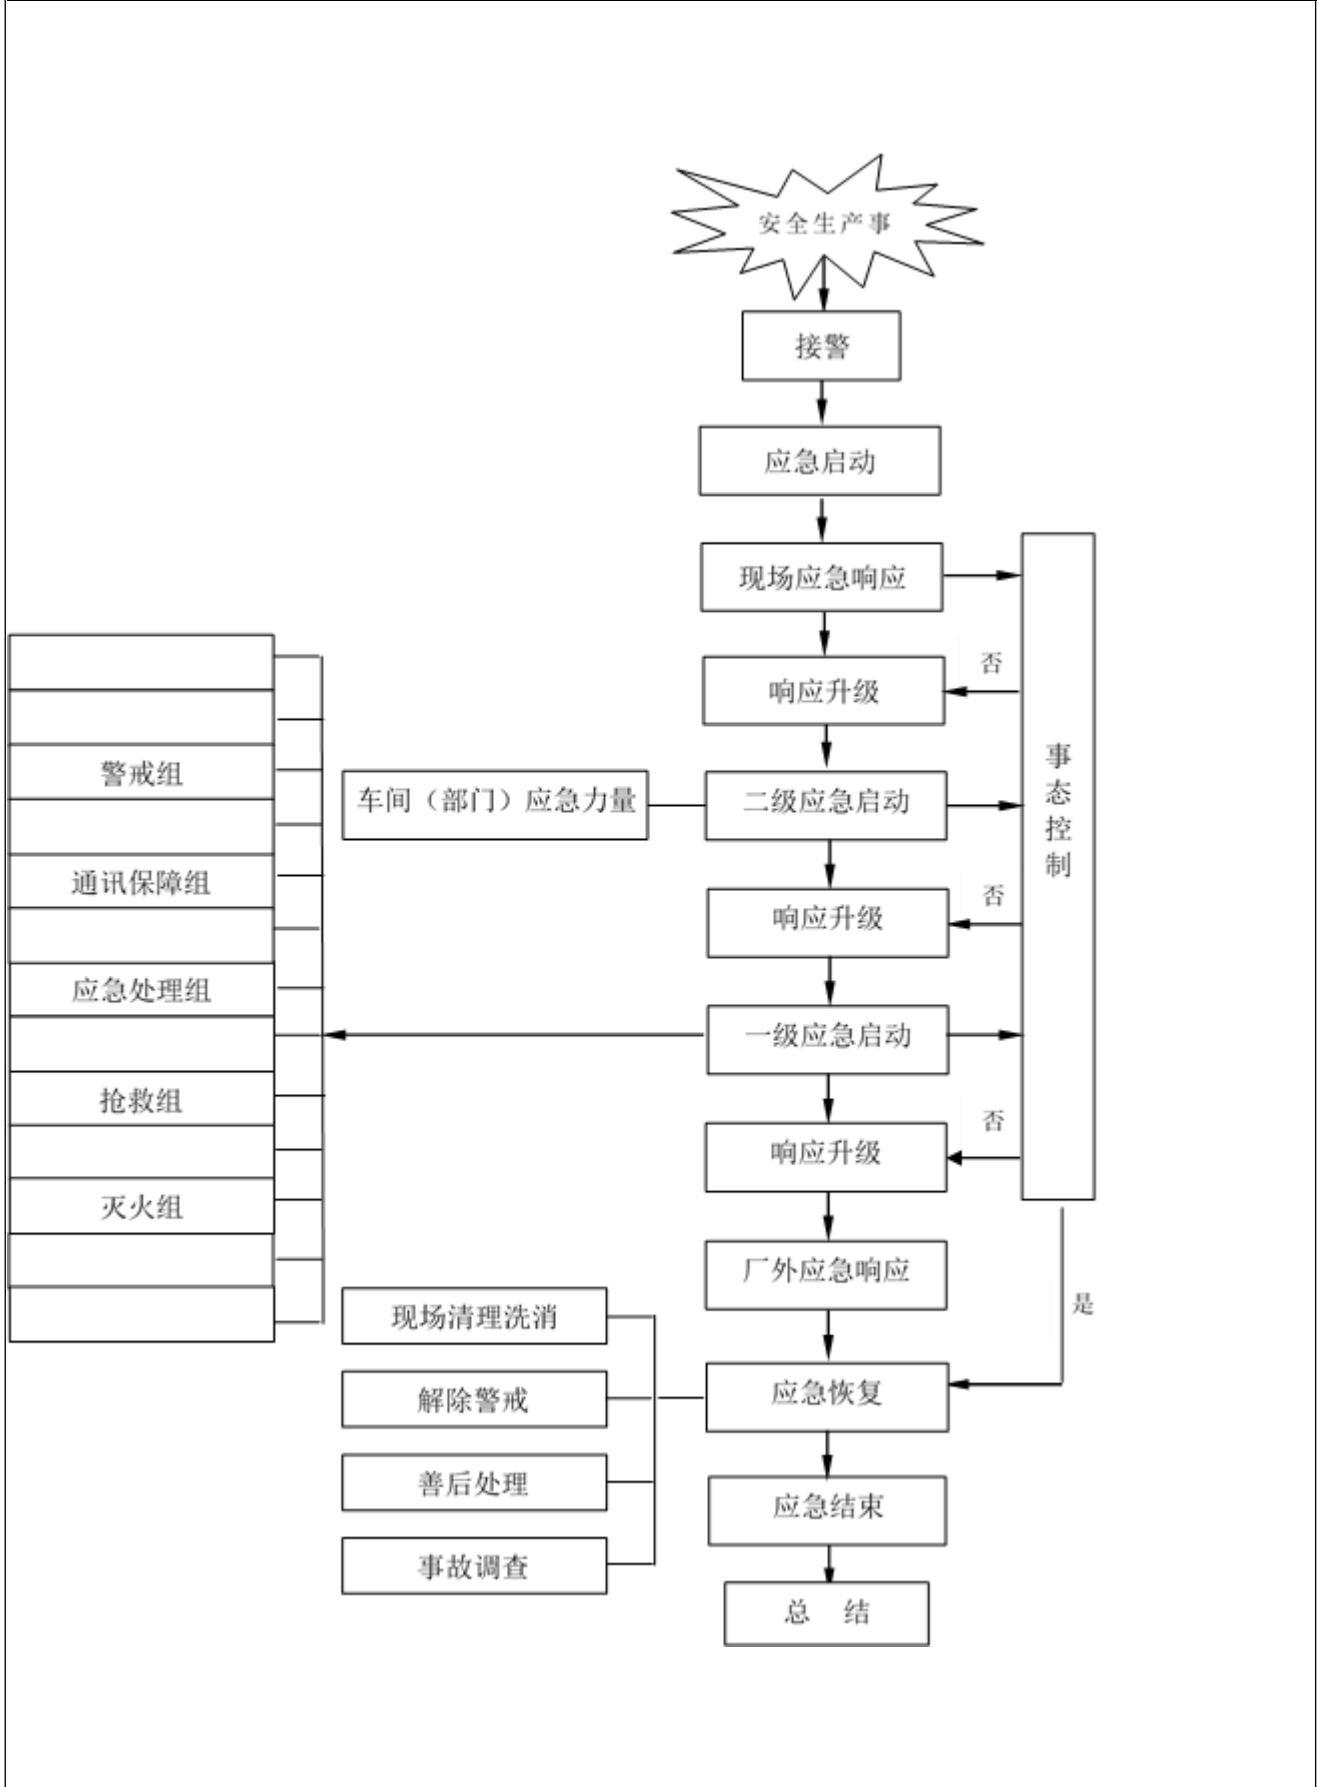 安全生产事
接警
应急启动
现场应急响应
否
响应升级
事态控制
警戒组
车间（部门）应急力量
二级应急启动
通讯保障组
否
响应升级
应急处理组
一级应急启动
抢救组
否
响应升级
灭火组
厂外应急响应
是
现场清理洗消
应急恢复
解除警戒
善后处理
应急结束
事故调查
总 结